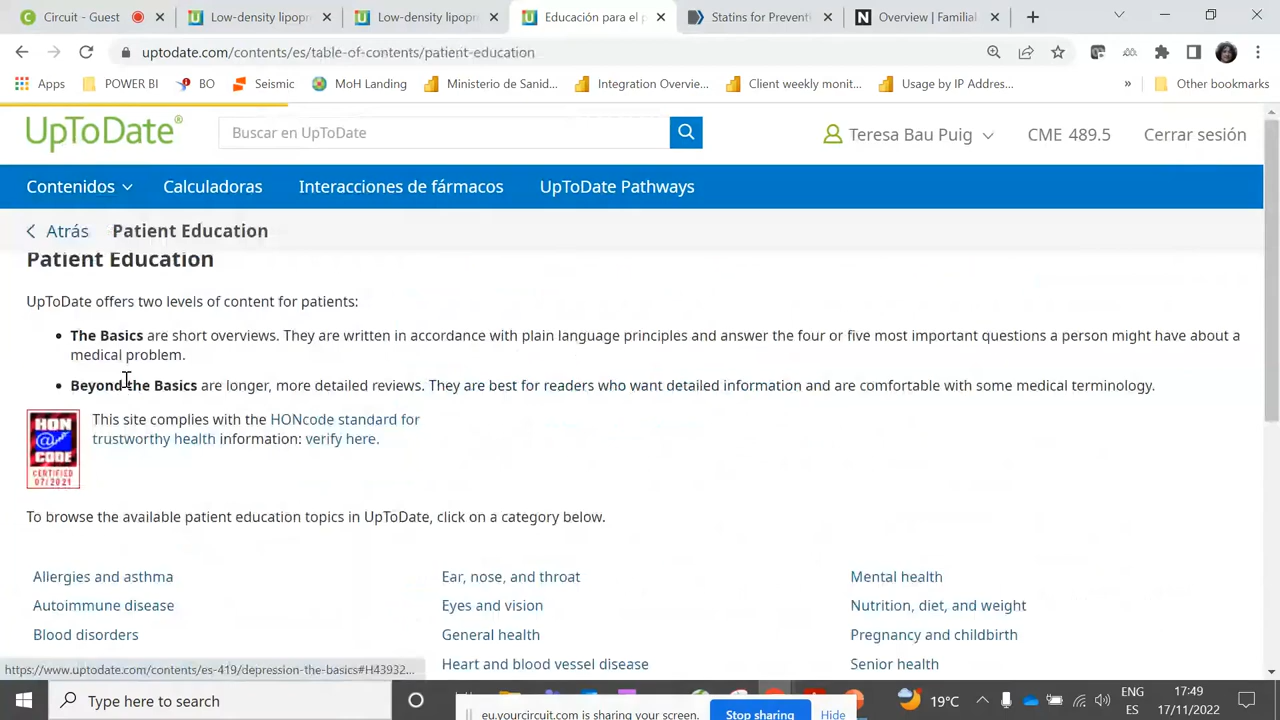 Circuit - Guest
Low-density lipopr
Low-density lipopr
Educación para el p
Statins for Prevent
Overview | Familial
uptodate.com/contents/es/table-of-contents/patient-education
Apps
POWER BI
BO
Seismic
MoH Landing
Ministerio de Sanid...
Integration Overvie...
Client weekly monit...
Usage by IP Addres...
»
Other bookmarks
UpToDate®
Buscar en UpToDate
Teresa Bau Puig
CME 489.5
Cerrar sesión
Contenidos
Calculadoras
Interacciones de fármacos
UpToDate Pathways
Atrás
Patient Education
Patient Education
UpToDate offers two levels of content for patients:
• The Basics are short overviews. They are written in accordance with plain language principles and answer the four or five most important questions a person might have about a
medical problem.
• Beyond the Basics are longer, more detailed reviews. They are best for readers who want detailed information and are comfortable with some medical terminology.
HON
@
CODE
CERTIFIED
07/2021
This site complies with the HONcode standard for
trustworthy health information: verify here.
To browse the available patient education topics in UpToDate, click on a category below.
Allergies and asthma
Ear, nose, and throat
Mental health
Autoimmune disease
Eyes and vision
Nutrition, diet, and weight
Blood disorders
General health
Pregnancy and childbirth
Heart and blood vessel disease
Senior health
https://www.uptodate.com/contents/es-419/depression-the-basics#H43932...
Type here to search
eu.yourcircuit.com is sharing your screen.
Stop sharing
Hide
19°C
ENG
ES
17:49
17/11/2022